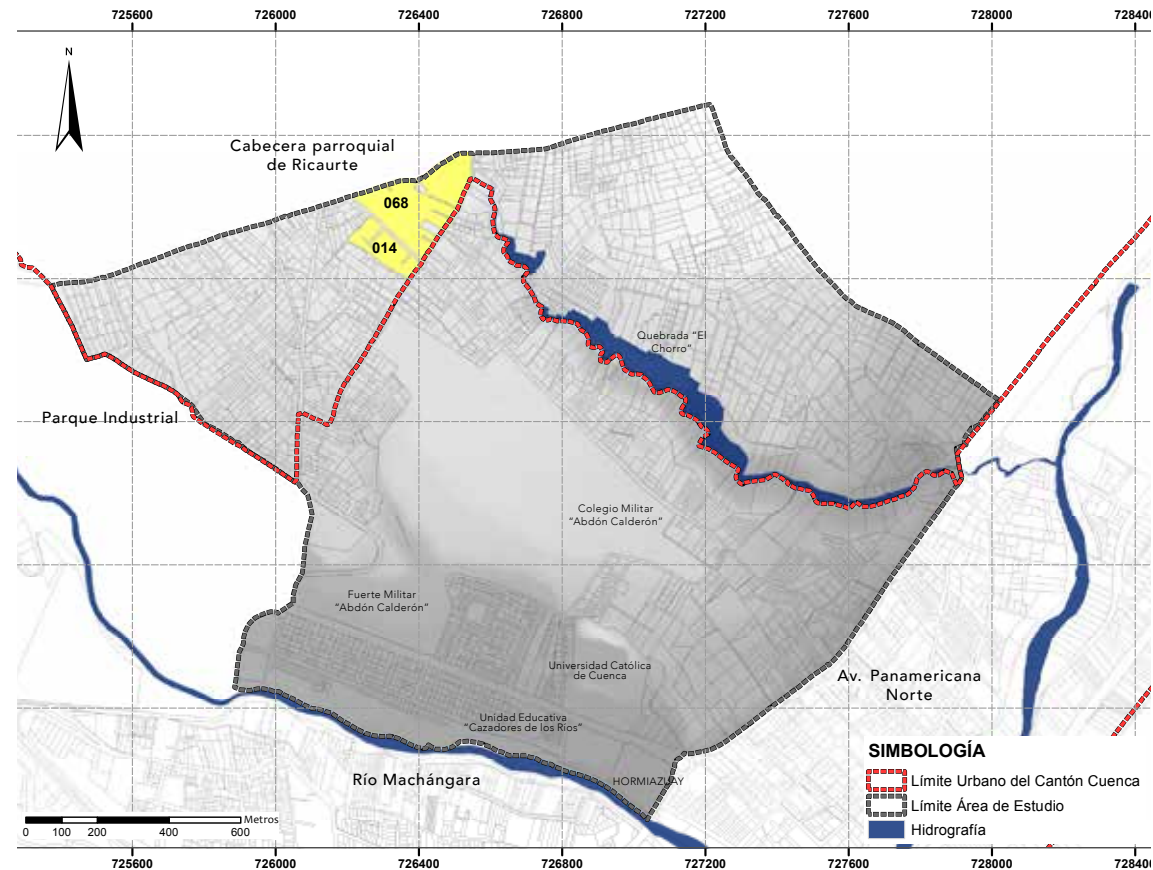 725600 726000 726400 726800 727200 727600 728000 728400
N
Cabecera parroquial
de Ricaurte
068
014
Quebrada "El
Chorro"
Parque Industrial
Colegio Militar
"Abdón Calderón"
Fuerte Militar
"Abdón Calderón"
Universidad Católica
de Cuenca
Av. Panamericana
Norte
Unidad Educativa
"Cazadores de los Ríos"
Río Machángara
HORMIAZUAY
SIMBOLOGÍA
Límite Urbano del Cantón Cuenca
Límite Área de Estudio
Hidrografía
Metros
0 100 200 400 600
725600 726000 726400 726800 727200 727600 728000 728400